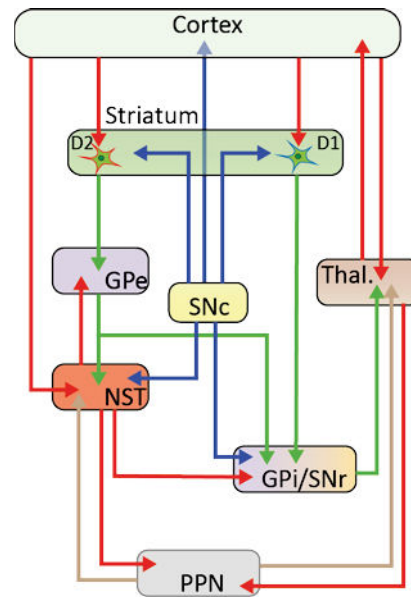 Cortex
Striatum
D2
D1
GPe
SNc
Thal.
NST
GPi/SNr
PPN